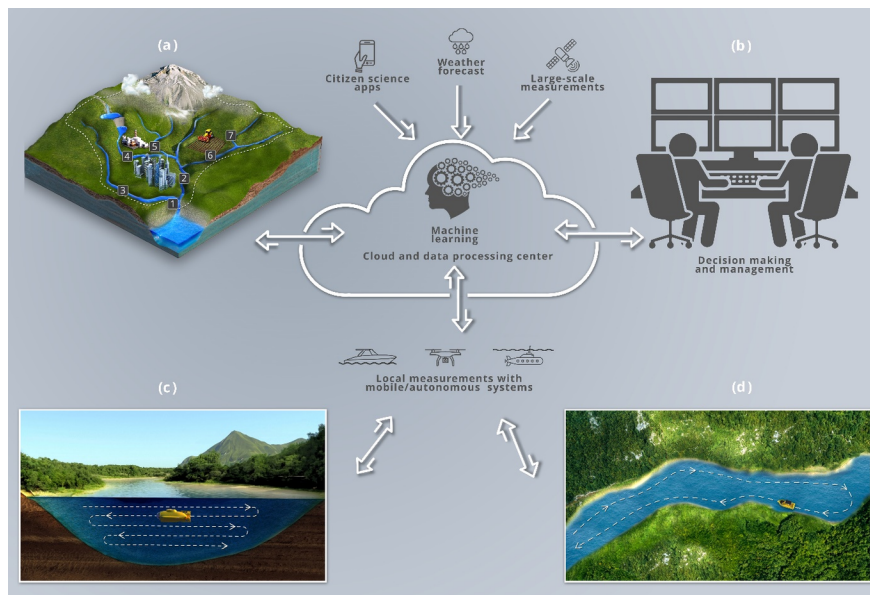 (a)
(b)
Citizen science
apps
Weather
forecast
Large-scale
measurements
7
5
4
6
3
2
1
Machine
learning
Cloud and data processing center
Decision making
and management
Local measurements with
mobile/autonomous systems
(c)
(d)